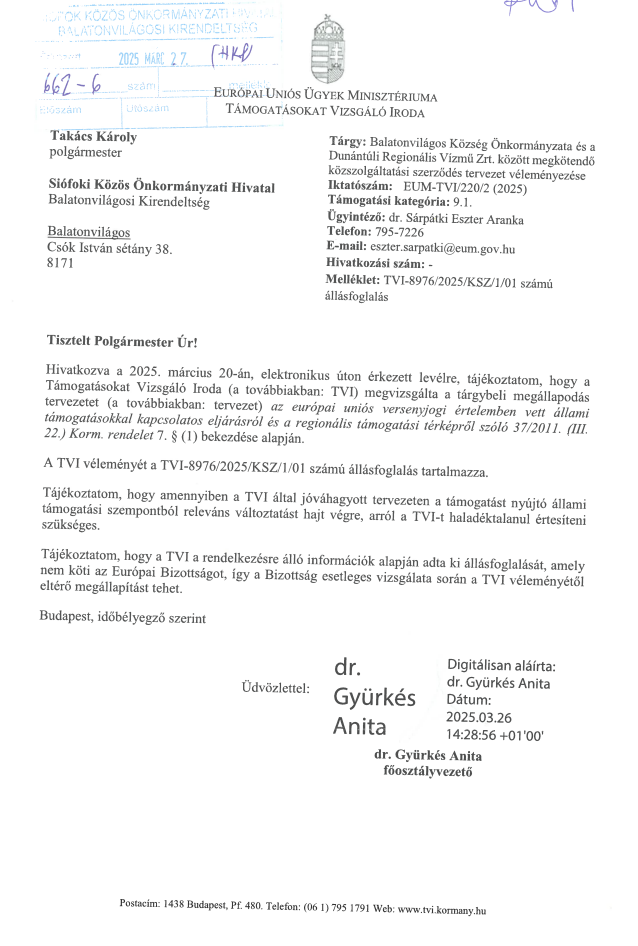 SIÓFOKI KÖZÖS ÖNKORMÁNYZATI HIVATAL
BALATONVILÁGOSI KIRENDELTSÉG
2025 MÁRC 27.
662-6 szám
Előszám
Utószám
EURÓPAI UNIÓS ÜGYEK MINISZTÉRIUMA
TÁMOGATÁSOKAT VIZSGÁLÓ IRODA
Takács Károly
polgármester
Siófoki Közös Önkormányzati Hivatal
Balatonvilágosi Kirendeltség
Balatonvilágos
Csók István sétány 38.
8171
Tárgy: Balatonvilágos Község Önkormányzata és a
Dunántúli Regionális Vízmű Zrt. között megkötendő
közszolgáltatási szerződés tervezet véleményezése
Iktatószám: EUM-TVI/220/2 (2025)
Támogatási kategória: 9.1.
Ügyintéző: dr. Sárpátki Eszter Aranka
Telefon: 795-7226
E-mail: eszter.sarpatki@eum.gov.hu
Hivatkozási szám: -
Melléklet: TVI-8976/2025/KSZ/1/01 számú
állásfoglalás
Tisztelt Polgármester Úr!
Hivatkozva a 2025. március 20-án, elektronikus úton érkezett levélre, tájékoztatom, hogy a
Támogatásokat Vizsgáló Iroda (a továbbiakban: TVI) megvizsgálta a tárgybeli megállapodás
tervezetet (a továbbiakban: tervezet) az európai uniós versenyjogi értelemben vett állami
támogatásokkal kapcsolatos eljárásról és a regionális támogatási térképről szóló 37/2011. (III.
22.) Korm. rendelet 7. § (1) bekezdése alapján.
A TVI véleményét a TVI-8976/2025/KSZ/1/01 számú állásfoglalás tartalmazza.
Tájékoztatom, hogy amennyiben a TVI által jóváhagyott tervezeten a támogatást nyújtó állami
támogatási szempontból releváns változtatást hajt végre, arról a TVI-t haladéktalanul értesíteni
szükséges.
Tájékoztatom, hogy a TVI a rendelkezésre álló információk alapján adta ki állásfoglalását, amely
nem köti az Európai Bizottságot, így a Bizottság esetleges vizsgálata során a TVI véleményétől
eltérő megállapítást tehet.
Budapest, időbélyegző szerint
Üdvözlettel:
dr.
Gyürkés
Anita
Digitálisan aláírta:
dr. Gyürkés Anita
Dátum:
2025.03.26
14:28:56 +01'00'
dr. Gyürkés Anita
főosztályvezető
Postacím: 1438 Budapest, Pf. 480. Telefon: (06 1) 795 1791 Web: www.tvi.kormany.hu